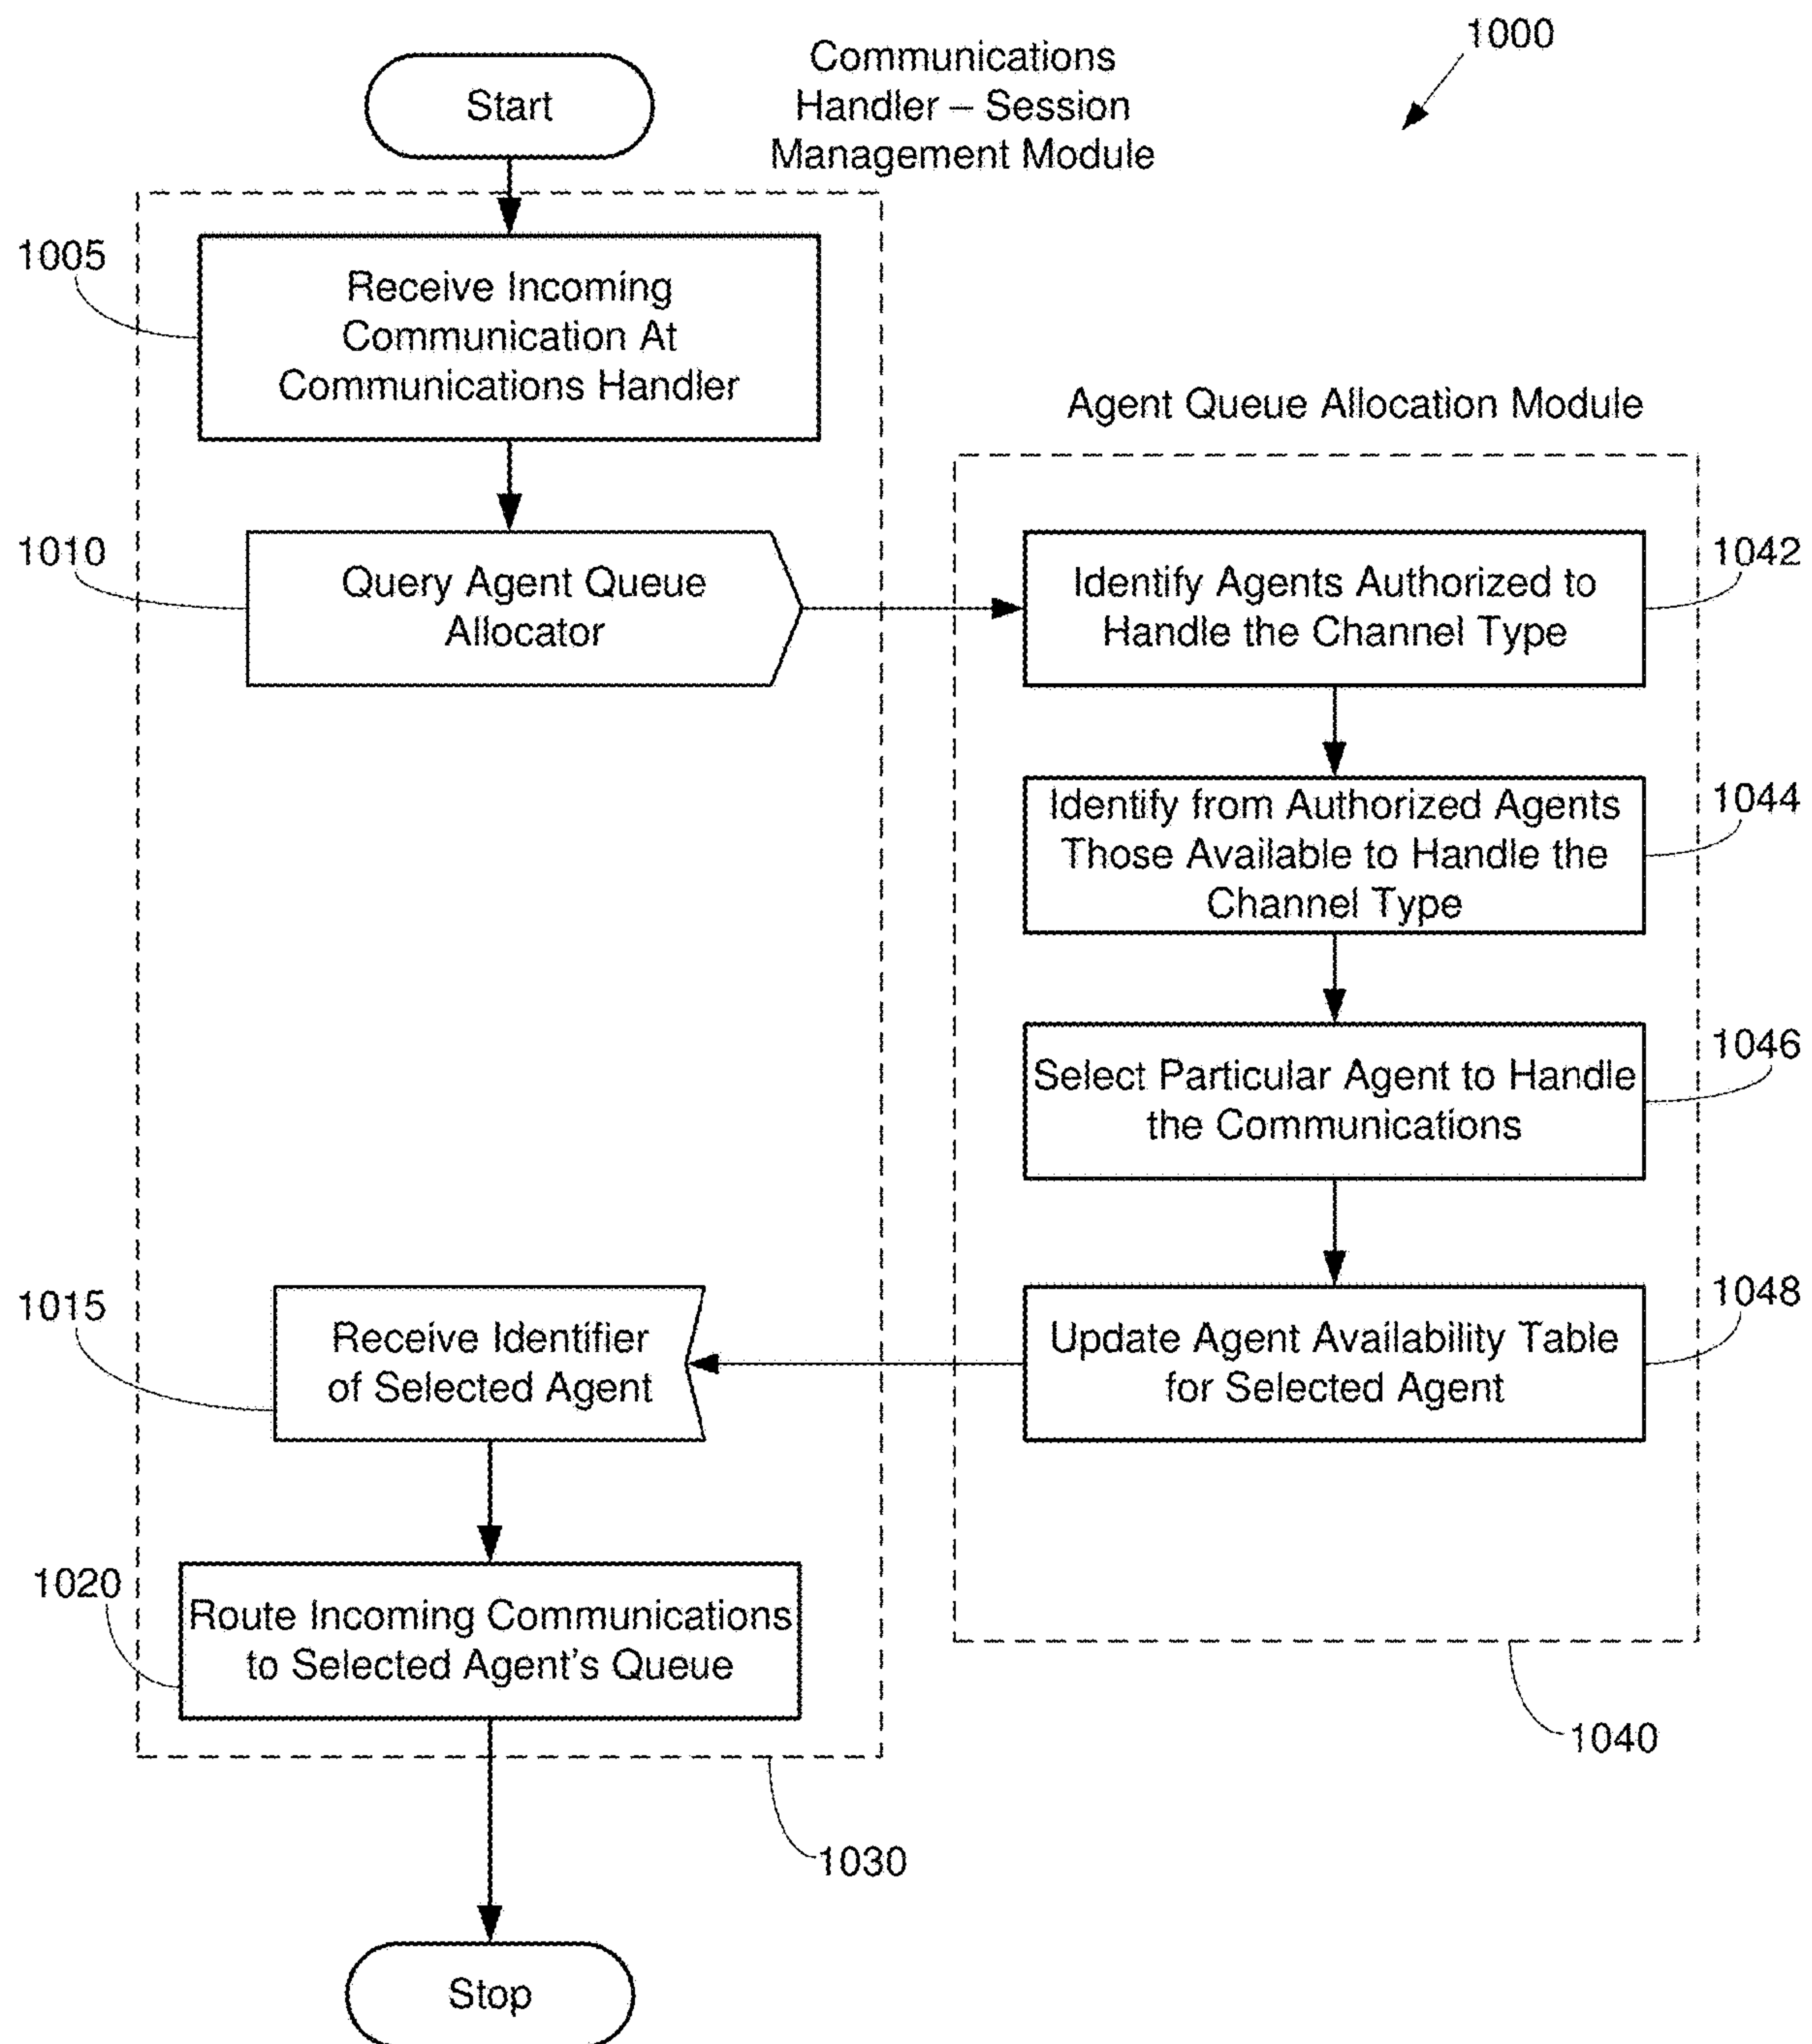 1000
Communications
Handler – Session
Management Module
Start
1005
Receive Incoming
Communication At
Communications Handler
Agent Queue Allocation Module
1010
Query Agent Queue
Allocator
1042
Identify Agents Authorized to
Handle the Channel Type
1044
Identify from Authorized Agents
Those Available to Handle the
Channel Type
1046
Select Particular Agent to Handle
the Communications
1048
Update Agent Availability Table
for Selected Agent
1015
Receive Identifier
of Selected Agent
1020
Route Incoming Communications
to Selected Agent's Queue
1040
1030
Stop